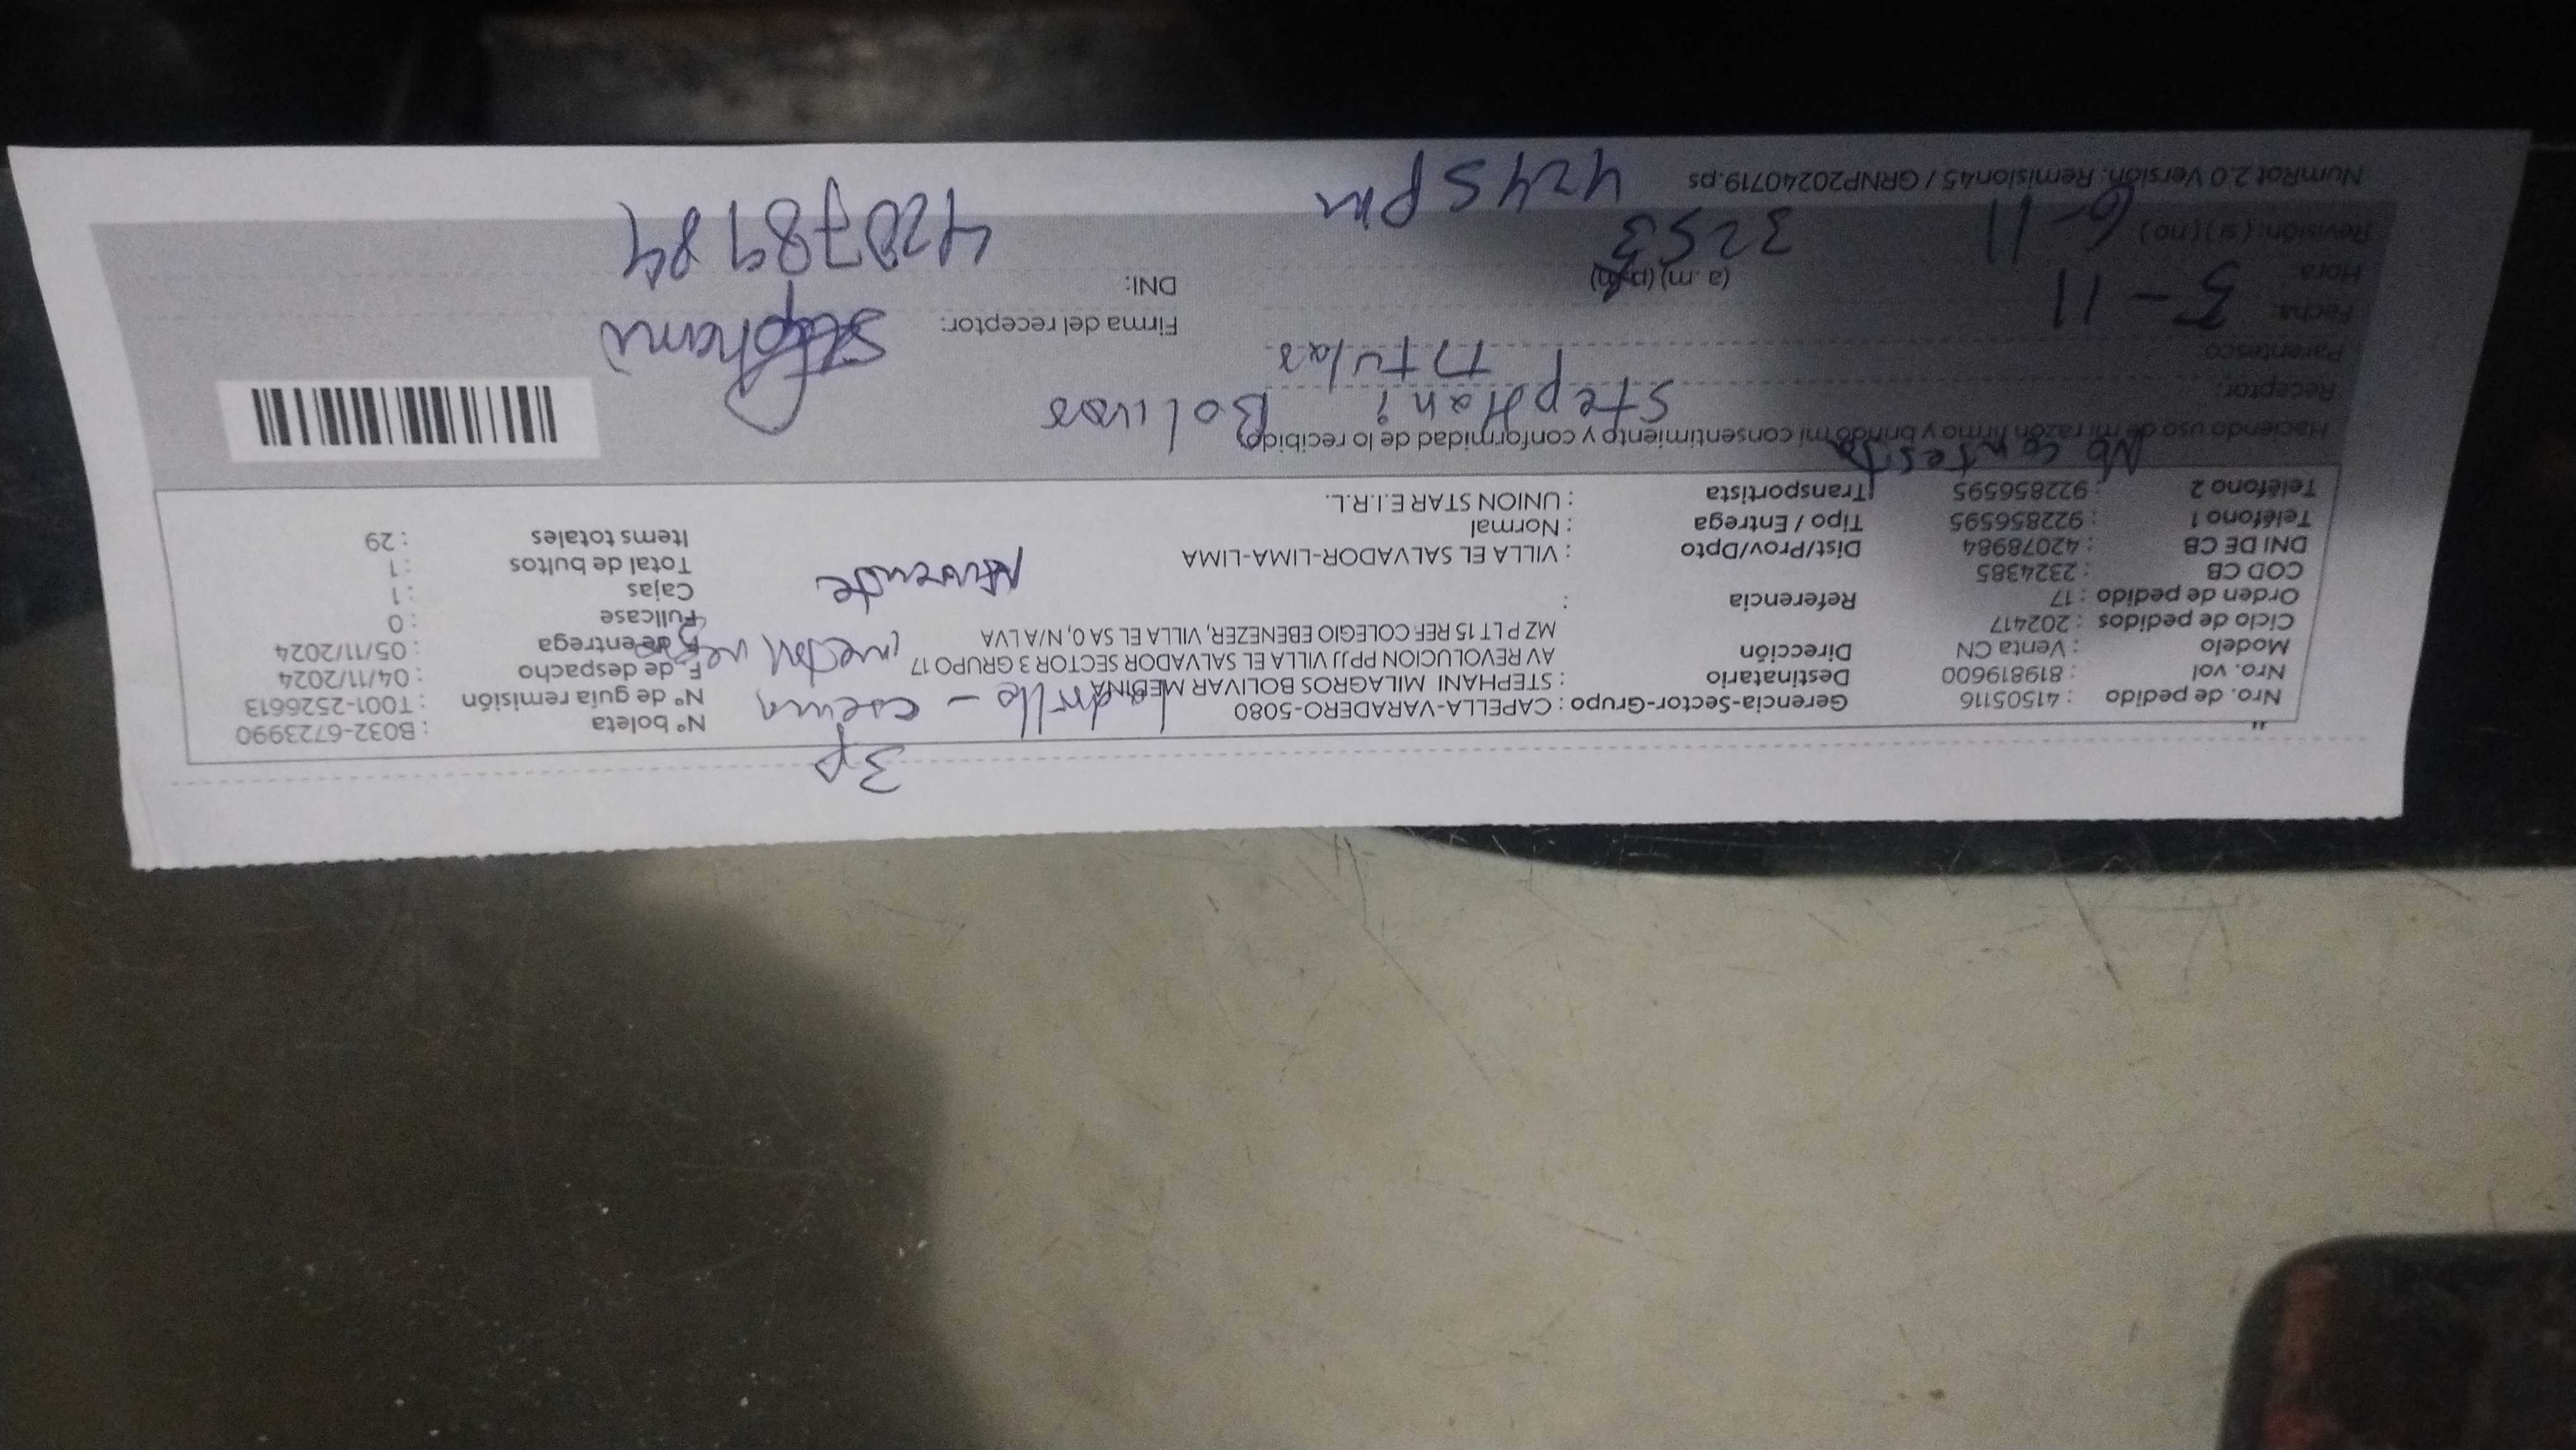 3p
Nro. de pedido : 41505116 Gerencia-Sector-Grupo : CAPELLA-VARADERO-5080 Nº boleta : B032-6723990
Nro. vol : 819819600 Destinatario : STEPHANI MILAGROS BOLIVAR MEDINA Ladrillo - Nº de guía remisión : T001-2526613
Modelo : Venta CN Dirección AV REVOLUCION PPJJ VILLA EL SALVADOR SECTOR 3 GRUPO 17 F. de despacho : 04/11/2024
Ciclo de pedidos : 202417 MZ P LT 15 REF COLEGIO EBENEZER, VILLA EL SA 0, N/A LVA F. de entrega : 05/11/2024
Orden de pedido : 17 Referencia : Fullcase : 0
COD CB : 2324385 Cajas : 1
DNI DE CB : 42078984 Dist/Prov/Dpto : VILLA EL SALVADOR-LIMA-LIMA Total de bultos : 1
Teléfono 1 : 922856595 Tipo / Entrega : Normal Items totales : 29
Teléfono 2 : 922856595 Transportista : UNION STAR E.I.R.L.
No contesta
Haciendo uso de mi razón firmo y brindo mi consentimiento y conformidad de lo recibido
Receptor: StepHani Bolivar
Parentesco: Titular
Fecha: 5-11 Firma del receptor: Stephani
Hora: (a. m) (p. m) DNI: 42078984
Revisión: ( si ) ( no ) 6-11 3253
NumRot 2.0 Versión: Remision45 / GRNP20240719.ps 4245 pm